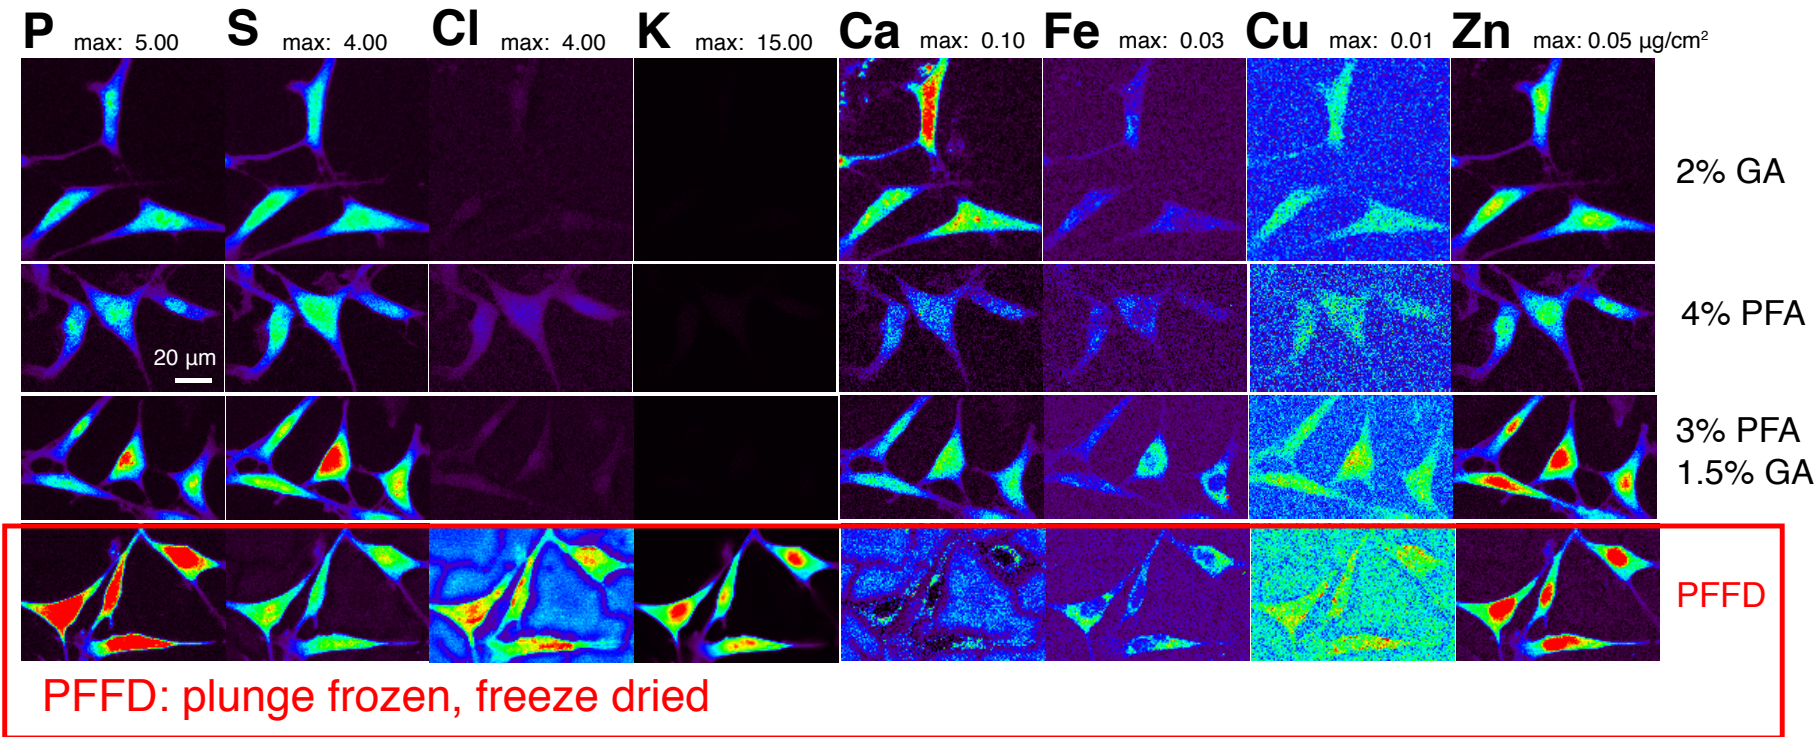 P max: 5.00 S max: 4.00 Cl max: 4.00 K max: 15.00 Ca max: 0.10 Fe max: 0.03 Cu max: 0.01 Zn max: 0.05 µg/cm²
2% GA
4% PFA
20 µm
3% PFA
1.5% GA
PFFD
PFFD: plunge frozen, freeze dried